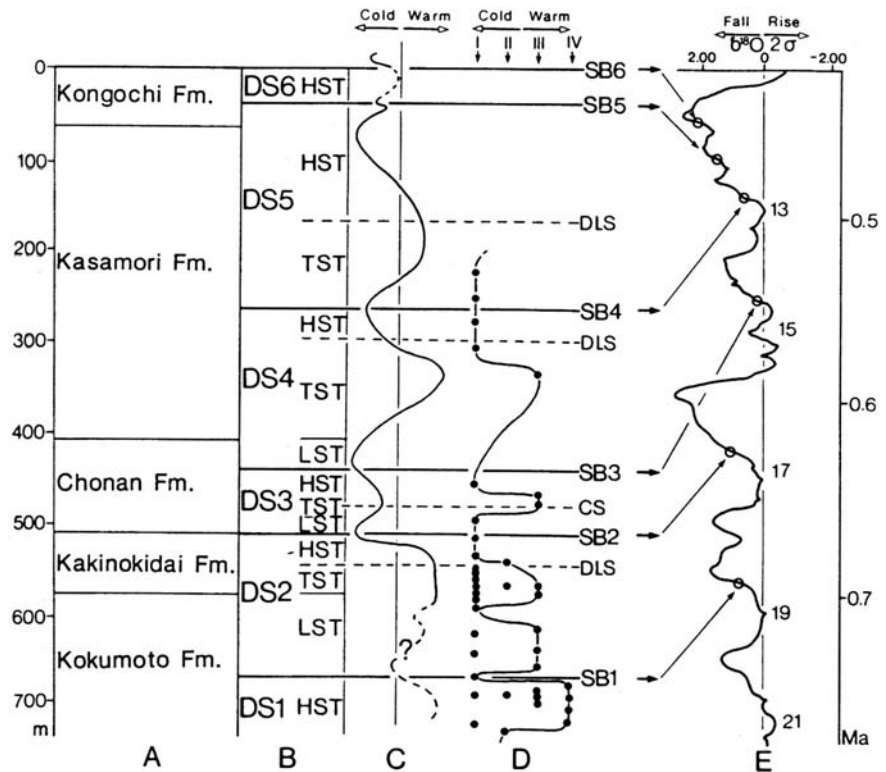 Cold Warm
Cold Warm
Fall Rise
I II III IV
δ18O 2σ
2.00 0 -2.00
0
Kongochi Fm.
DS6 HST
SB6
SB5
100
HST
DS5
13
0.5
DLS
200
Kasamori Fm.
TST
SB4
HST
300
DLS
15
DS4
TST
0.6
400
LST
SB3
17
Chonan Fm.
HST
DS3
TST
CS
500
LST
SB2
HST
Kakinokidai Fm.
DLS
TST
DS2
0.7
600
LST
19
?
Kokumoto Fm.
SB1
700
DS1 HST
21
m
Ma
A B C D E